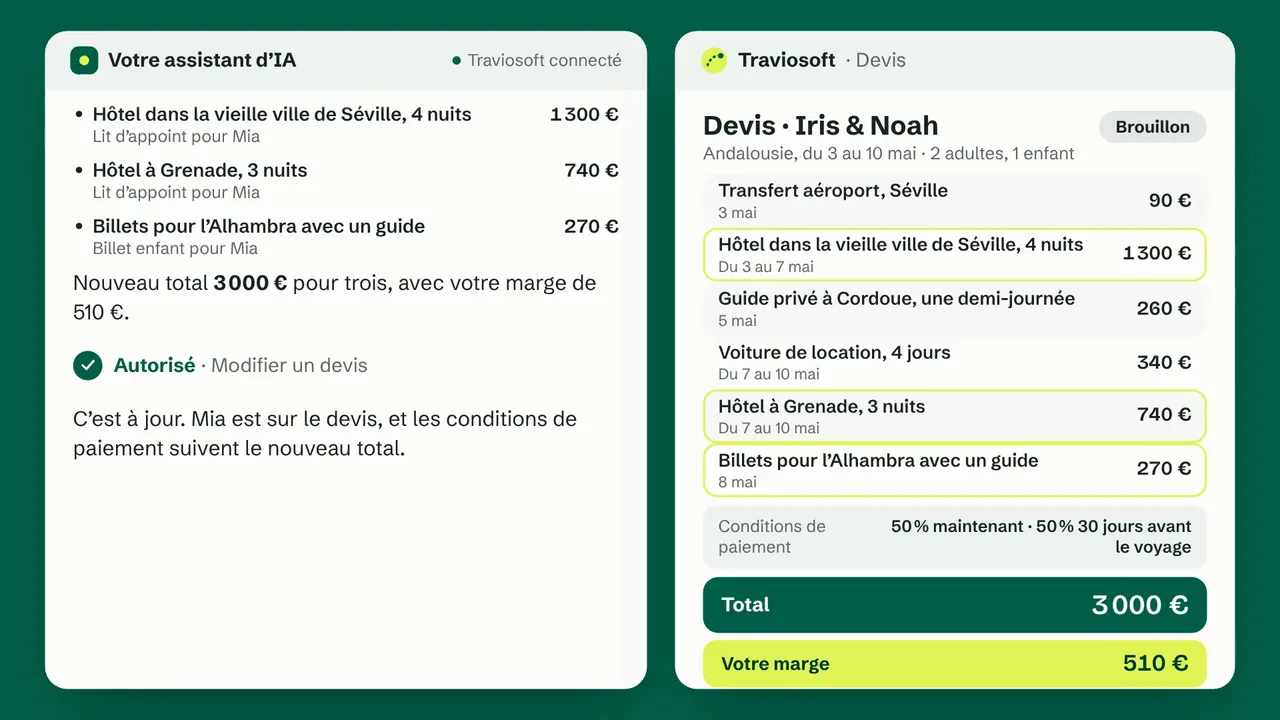 Votre assistant d’IA
Traviosoft connecté
• Hôtel dans la vieille ville de Séville, 4 nuits 1 300 €
Lit d’appoint pour Mia
• Hôtel à Grenade, 3 nuits 740 €
Lit d’appoint pour Mia
• Billets pour l’Alhambra avec un guide 270 €
Billet enfant pour Mia
Nouveau total 3 000 € pour trois, avec votre marge de
510 €.
Autorisé · Modifier un devis
C’est à jour. Mia est sur le devis, et les conditions de
paiement suivent le nouveau total.
Traviosoft · Devis
Devis · Iris & Noah
Brouillon
Andalousie, du 3 au 10 mai · 2 adultes, 1 enfant
Transfert aéroport, Séville 90 €
3 mai
Hôtel dans la vieille ville de Séville, 4 nuits 1 300 €
Du 3 au 7 mai
Guide privé à Cordoue, une demi-journée 260 €
5 mai
Voiture de location, 4 jours 340 €
Du 7 au 10 mai
Hôtel à Grenade, 3 nuits 740 €
Du 7 au 10 mai
Billets pour l’Alhambra avec un guide 270 €
8 mai
Conditions de
paiement
50 % maintenant · 50 % 30 jours avant
le voyage
Total 3 000 €
Votre marge 510 €